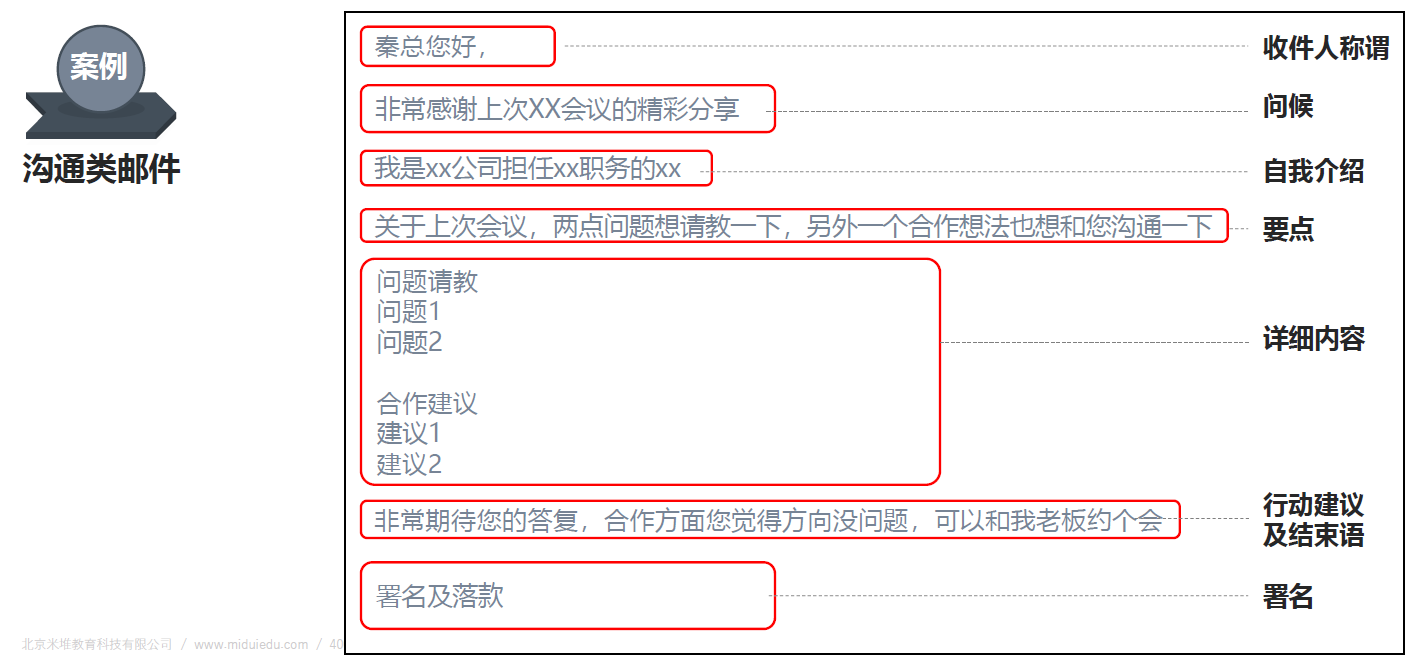 案例
沟通类邮件
秦总您好，
收件人称谓
非常感谢上次XX会议的精彩分享
问候
我是xx公司担任xx职务的xx
自我介绍
关于上次会议，两点问题想请教一下，另外一个合作想法也想和您沟通一下
要点
问题请教
问题1
问题2
详细内容
合作建议
建议1
建议2
非常期待您的答复，合作方面您觉得方向没问题，可以和我老板约个会
行动建议
及结束语
署名及落款
署名
北京米堆教育科技有限公司 / www.miduiedu.com / 40